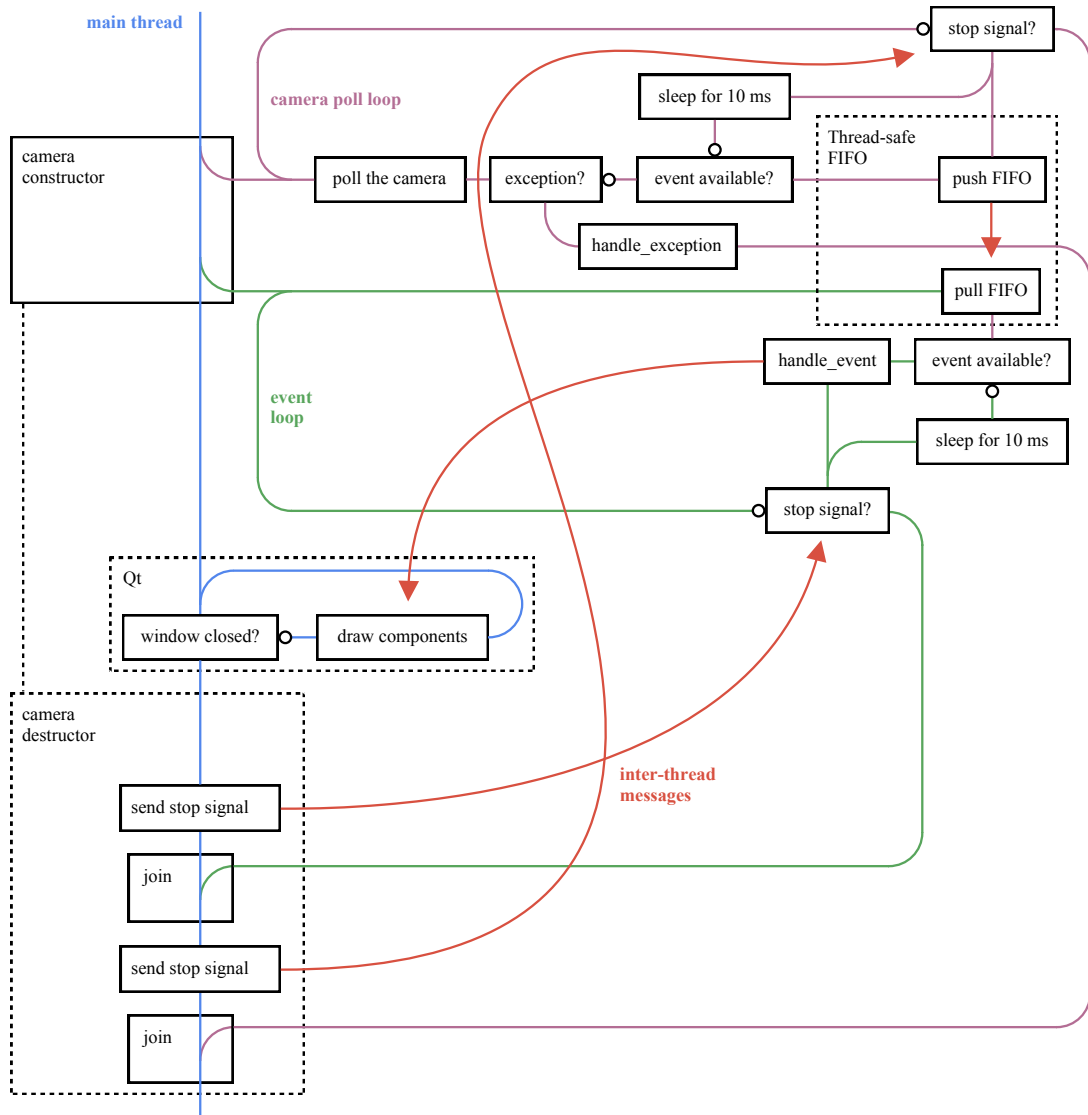 main thread
stop signal?
camera poll loop
sleep for 10 ms
Thread-safe
FIFO
camera
constructor
poll the camera
exception?
event available?
push FIFO
handle_exception
pull FIFO
handle_event
event available?
event
loop
sleep for 10 ms
stop signal?
Qt
window closed?
draw components
camera
destructor
inter-thread
messages
send stop signal
join
send stop signal
join